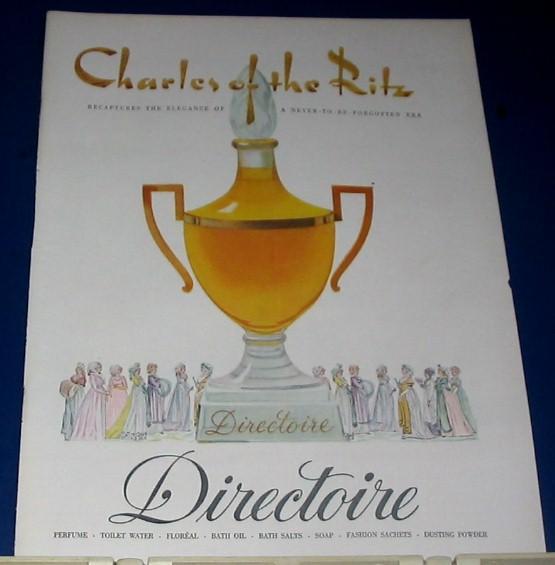 Charles of the Ritz
RECAPTURES THE ELEGANCE OF A NEVER-TO-BE-FORGOTTEN ERA
Directoire
Directoire
PERFUME · TOILET WATER · FLORÉAL · BATH OIL · BATH SALTS · SOAP · FASHION SACHETS · DUSTING POWDER